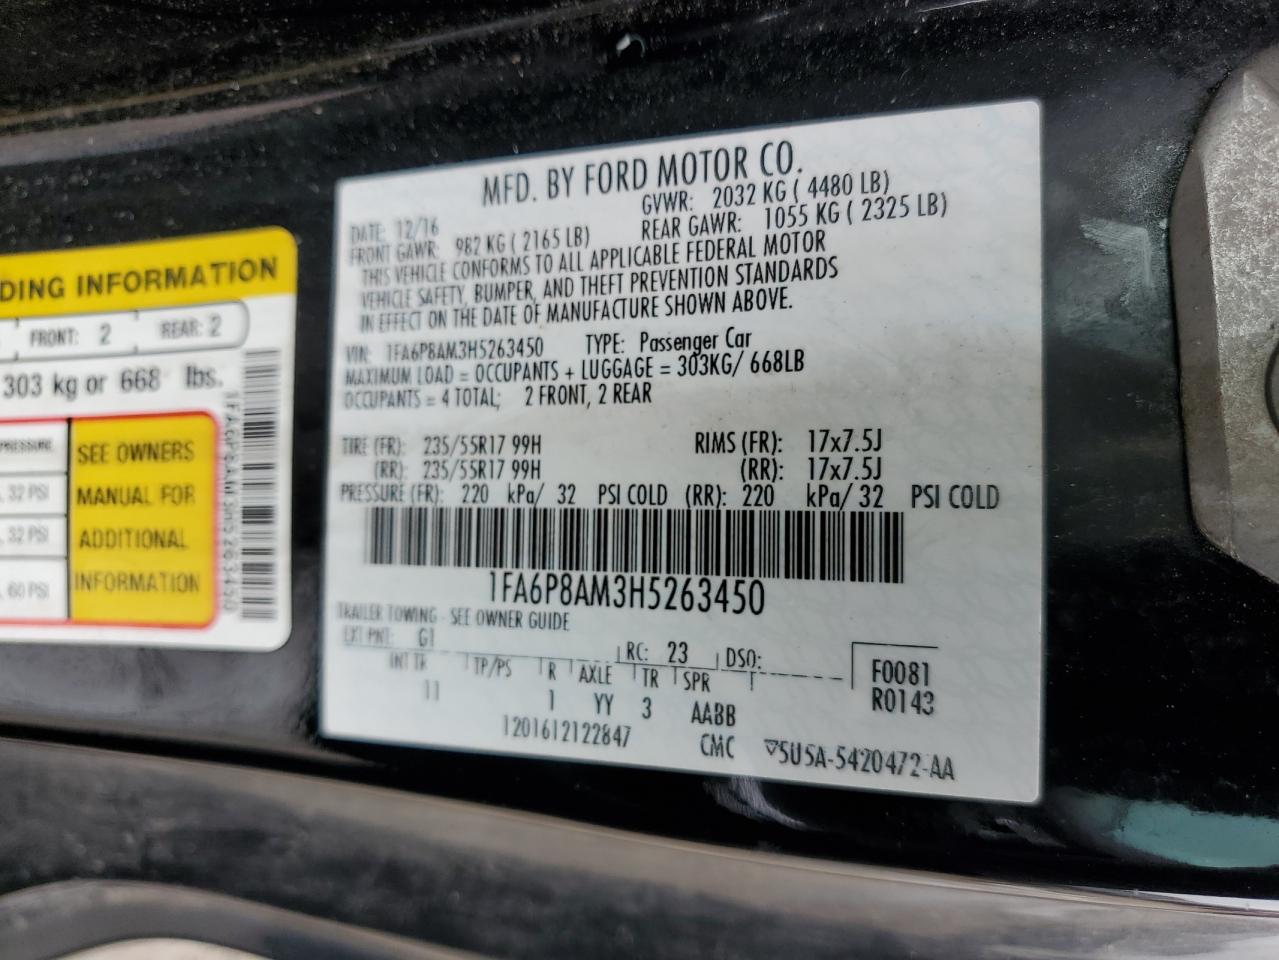 DING INFORMATION
FRONT: 2 REAR: 2
303 kg or 668 lbs.
PRESSURE
SEE OWNERS
32 PSI
MANUAL FOR
32 PSI
ADDITIONAL
60 PSI
INFORMATION
1FA6P8AM3H5263450
MFD. BY FORD MOTOR CO.
DATE: 12/16 GVWR: 2032 KG ( 4480 LB)
FRONT GAWR: 982 KG ( 2165 LB) REAR GAWR: 1055 KG ( 2325 LB)
THIS VEHICLE CONFORMS TO ALL APPLICABLE FEDERAL MOTOR
VEHICLE SAFETY, BUMPER, AND THEFT PREVENTION STANDARDS
IN EFFECT ON THE DATE OF MANUFACTURE SHOWN ABOVE.
VIN: 1FA6P8AM3H5263450 TYPE: Passenger Car
MAXIMUM LOAD = OCCUPANTS + LUGGAGE = 303KG/ 668LB
OCCUPANTS = 4 TOTAL; 2 FRONT, 2 REAR
TIRE (FR): 235/55R17 99H RIMS (FR): 17x7.5J
(RR): 235/55R17 99H (RR): 17x7.5J
PRESSURE (FR): 220 kPa/ 32 PSI COLD (RR): 220 kPa/ 32 PSI COLD
1FA6P8AM3H5263450
TRAILER TOWING - SEE OWNER GUIDE
EXT PNT: G1 RC: 23 DSO: F0081
INT TR TP/PS R AXLE TR SPR R0143
11 1 YY 3 AABB
1201612122847 CMC ▽5U5A-5420472-AA